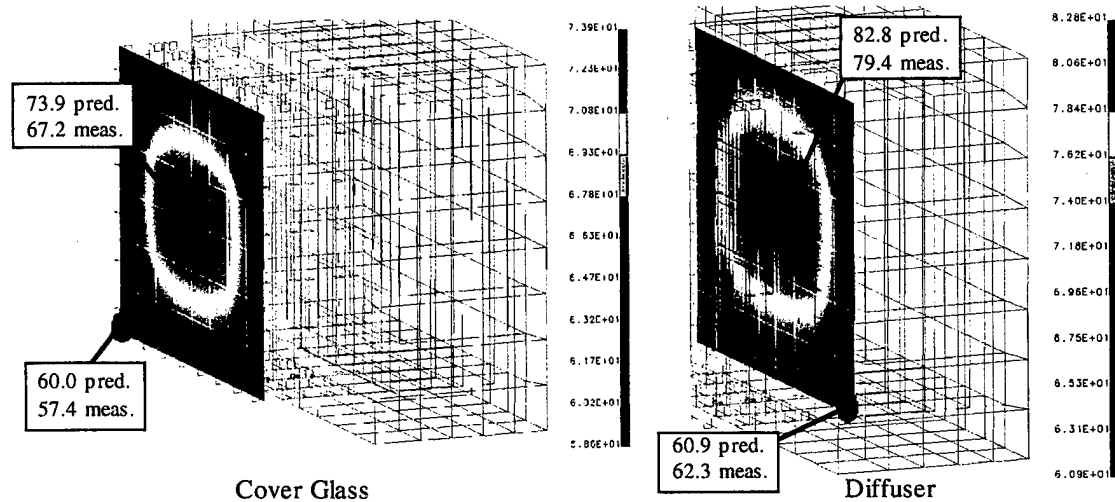 73.9 pred.
67.2 meas.
60.0 pred.
57.4 meas.
7.39E+01
7.23E+01
7.08E+01
6.93E+01
6.78E+01
6.63E+01
6.47E+01
6.32E+01
6.17E+01
6.02E+01
5.86E+01
Cover Glass
82.8 pred.
79.4 meas.
60.9 pred.
62.3 meas.
8.28E+01
8.06E+01
7.84E+01
7.62E+01
7.40E+01
7.18E+01
6.96E+01
6.75E+01
6.53E+01
6.31E+01
6.09E+01
Diffuser